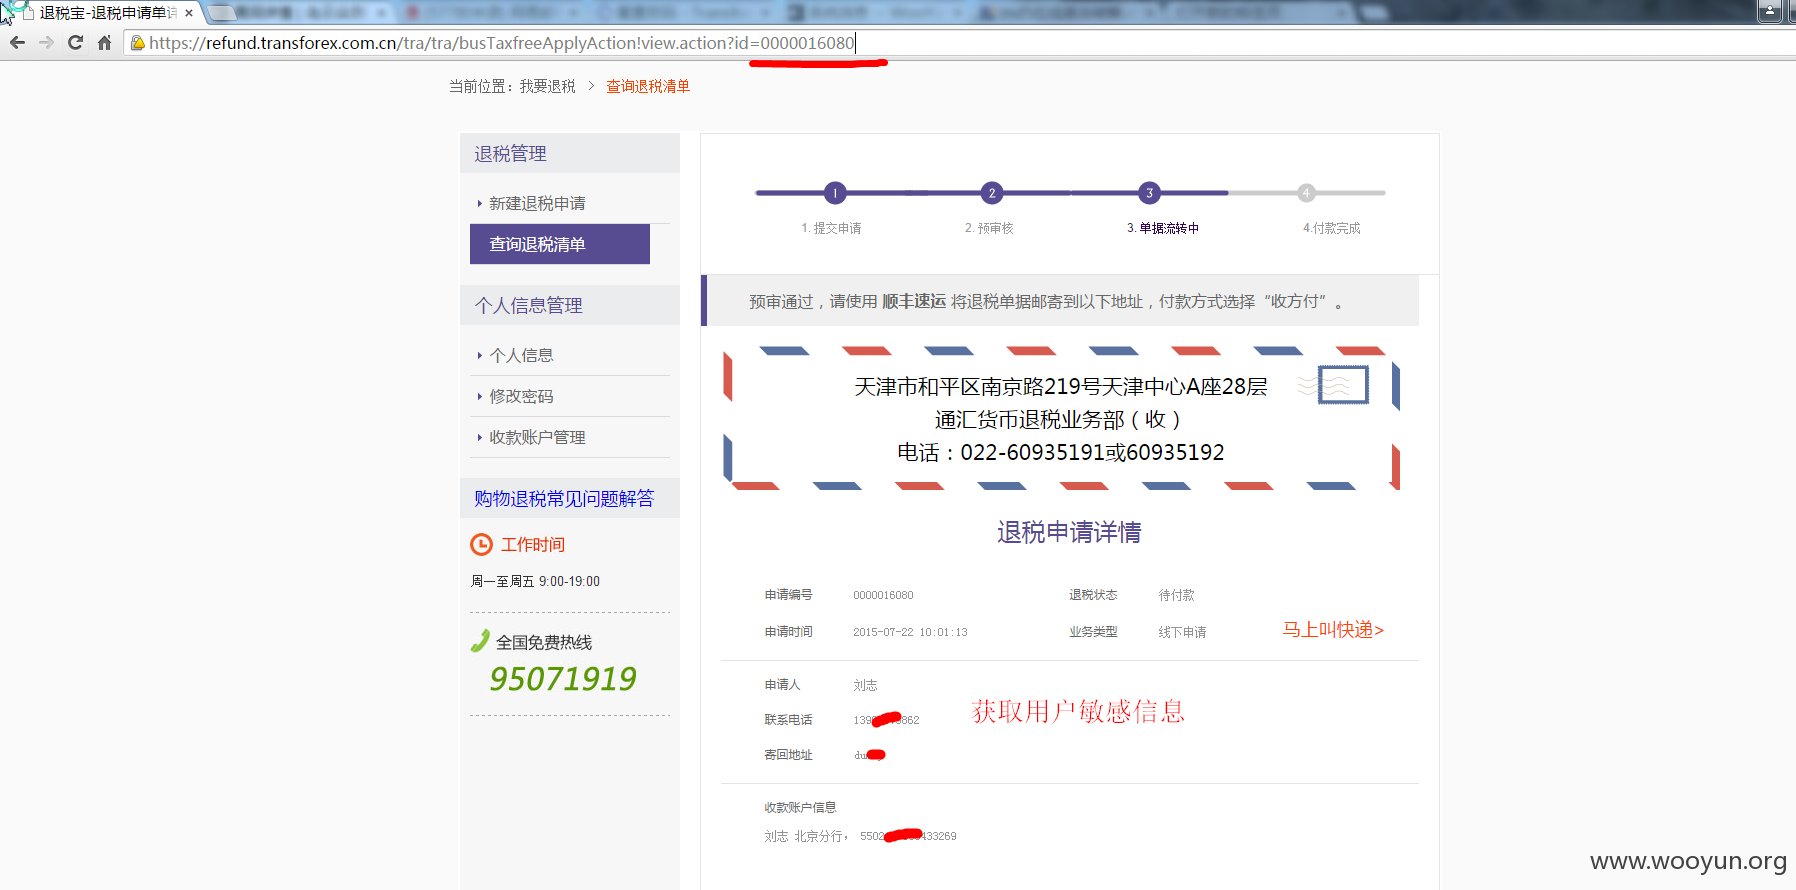 退税宝-退税申请单详
https://refund.transforex.com.cn/tra/tra/busTaxfreeApplyAction!view.action?id=0000016080
当前位置：我要退税 > 查询退税清单
退税管理
新建退税申请
查询退税清单
个人信息管理
个人信息
修改密码
收款账户管理
购物退税常见问题解答
工作时间
周一至周五 9:00-19:00
全国免费热线
95071919
1 2 3 4
1. 提交申请 2. 预审核 3. 单据流转中 4.付款完成
预审通过，请使用 顺丰速运 将退税单据邮寄到以下地址，付款方式选择“收方付”。
天津市和平区南京路219号天津中心A座28层
通汇货币退税业务部（收）
电话：022-60935191或60935192
退税申请详情
申请编号 0000016080 退税状态 待付款
申请时间 2015-07-22 10:01:13 业务类型 线下申请
马上叫快递>
申请人 刘志
联系电话 139 862
获取用户敏感信息
寄回地址 du
收款账户信息
刘志 北京分行， 5502 433269
www.wooyun.org